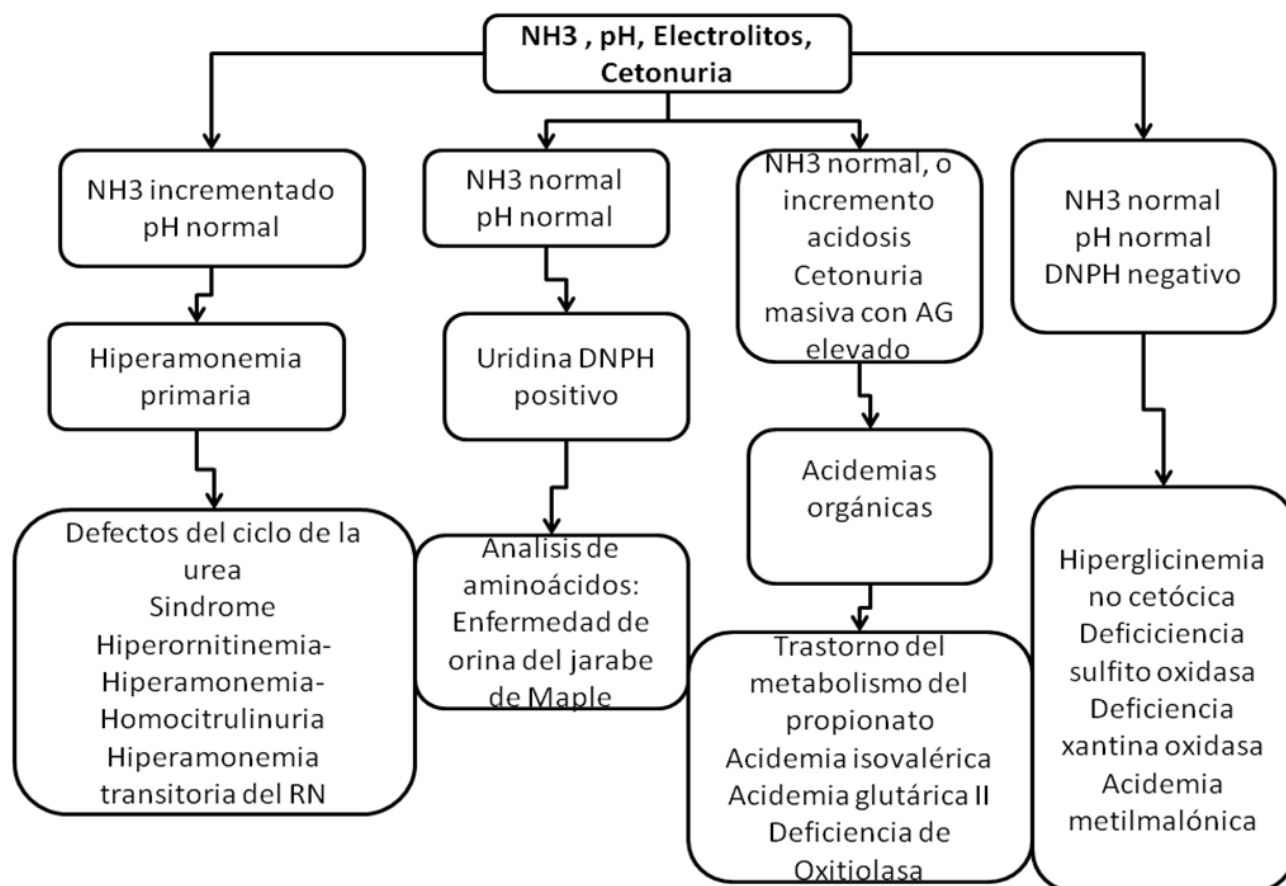 NH3 , pH, Electrolitos,
Cetonuria
NH3 incrementado
pH normal
Hiperamonemia
primaria
Defectos del ciclo de la
urea
Sindrome
Hiperornitinemia-
Hiperamonemia-
Homocitrulinuria
Hiperamonemia
transitoria del RN
NH3 normal
pH normal
Uridina DNPH
positivo
Analisis de
aminoácidos:
Enfermedad de
orina del jarabe
de Maple
NH3 normal, o
incremento
acidosis
Cetonuria
masiva con AG
elevado
Acidemias
orgánicas
Trastorno del
metabolismo del
propionato
Acidemia isovalérica
Acidemia glutárica II
Deficiencia de
Oxitiolasa
NH3 normal
pH normal
DNPH negativo
Hiperglicinemia
no cetócica
Deficiciencia
sulfito oxidasa
Deficiencia
xantina oxidasa
Acidemia
metilmalónica